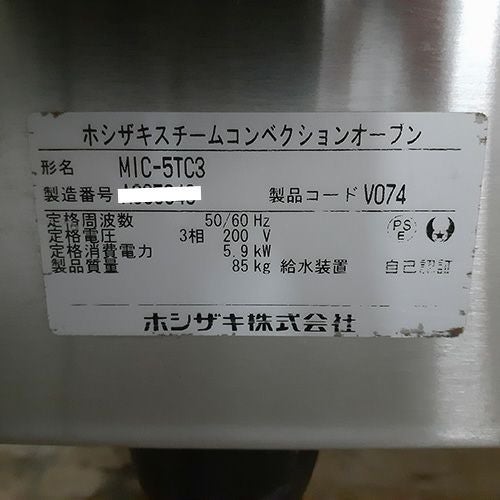 ホシザキスチームコンベクションオーブン
形名 MIC-5TC3
製造番号 製品コード V074
定格周波数 50/60 Hz
定格電圧 3相 200 V
定格消費電力 5.9 kW
製品質量 85 kg 給水装置 自己認証
PS
E
ホシザキ株式会社